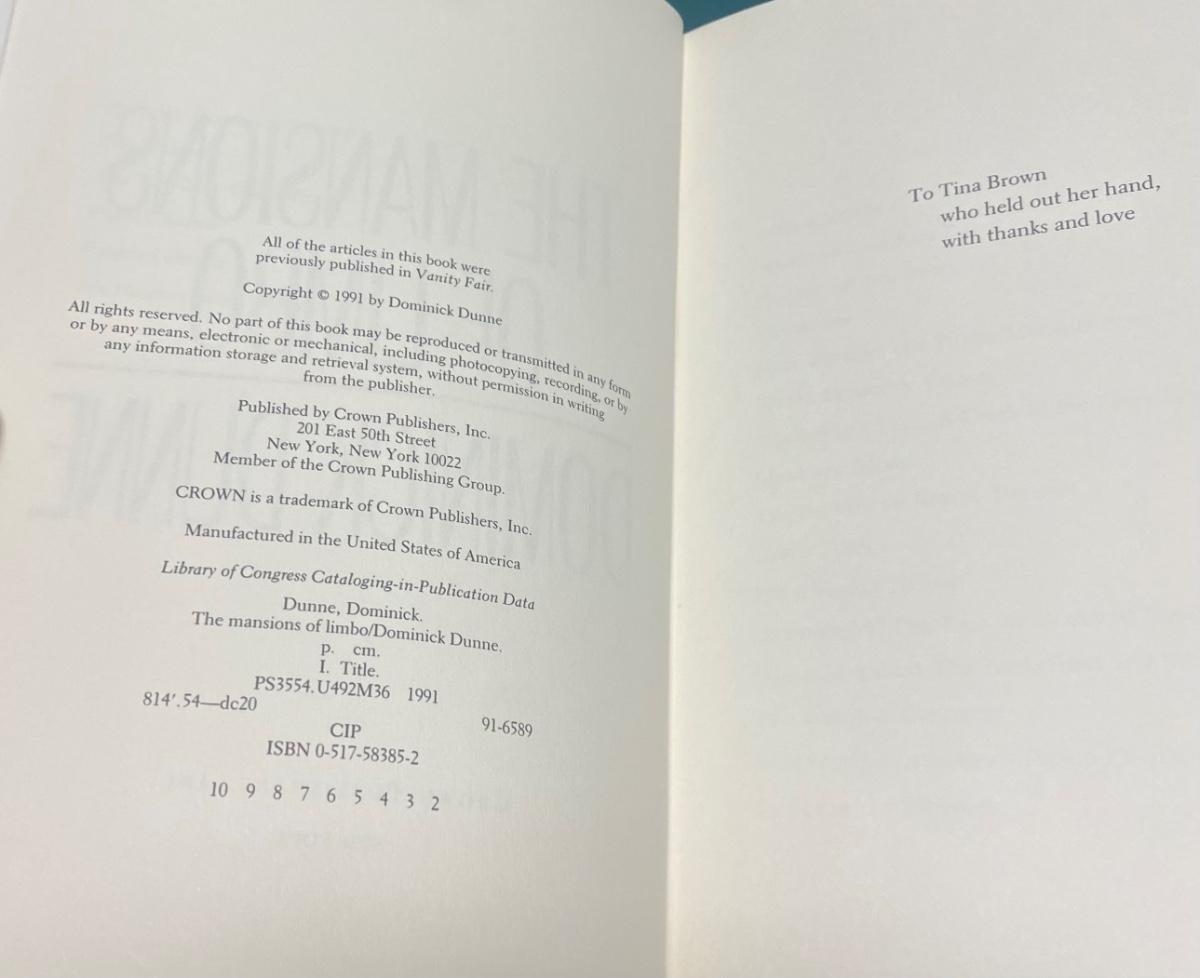 All of the articles in this book were
previously published in Vanity Fair.
Copyright © 1991 by Dominick Dunne
All rights reserved. No part of this book may be reproduced or transmitted in any form
or by any means, electronic or mechanical, including photocopying, recording, or by
any information storage and retrieval system, without permission in writing
from the publisher.
Published by Crown Publishers, Inc.
201 East 50th Street
New York, New York 10022
Member of the Crown Publishing Group.
CROWN is a trademark of Crown Publishers, Inc.
Manufactured in the United States of America
Library of Congress Cataloging-in-Publication Data
Dunne, Dominick.
The mansions of limbo/Dominick Dunne.
p. cm.
I. Title.
PS3554.U492M36 1991
814'.54—dc20 91-6589
CIP
ISBN 0-517-58385-2
10 9 8 7 6 5 4 3 2
To Tina Brown
who held out her hand,
with thanks and love